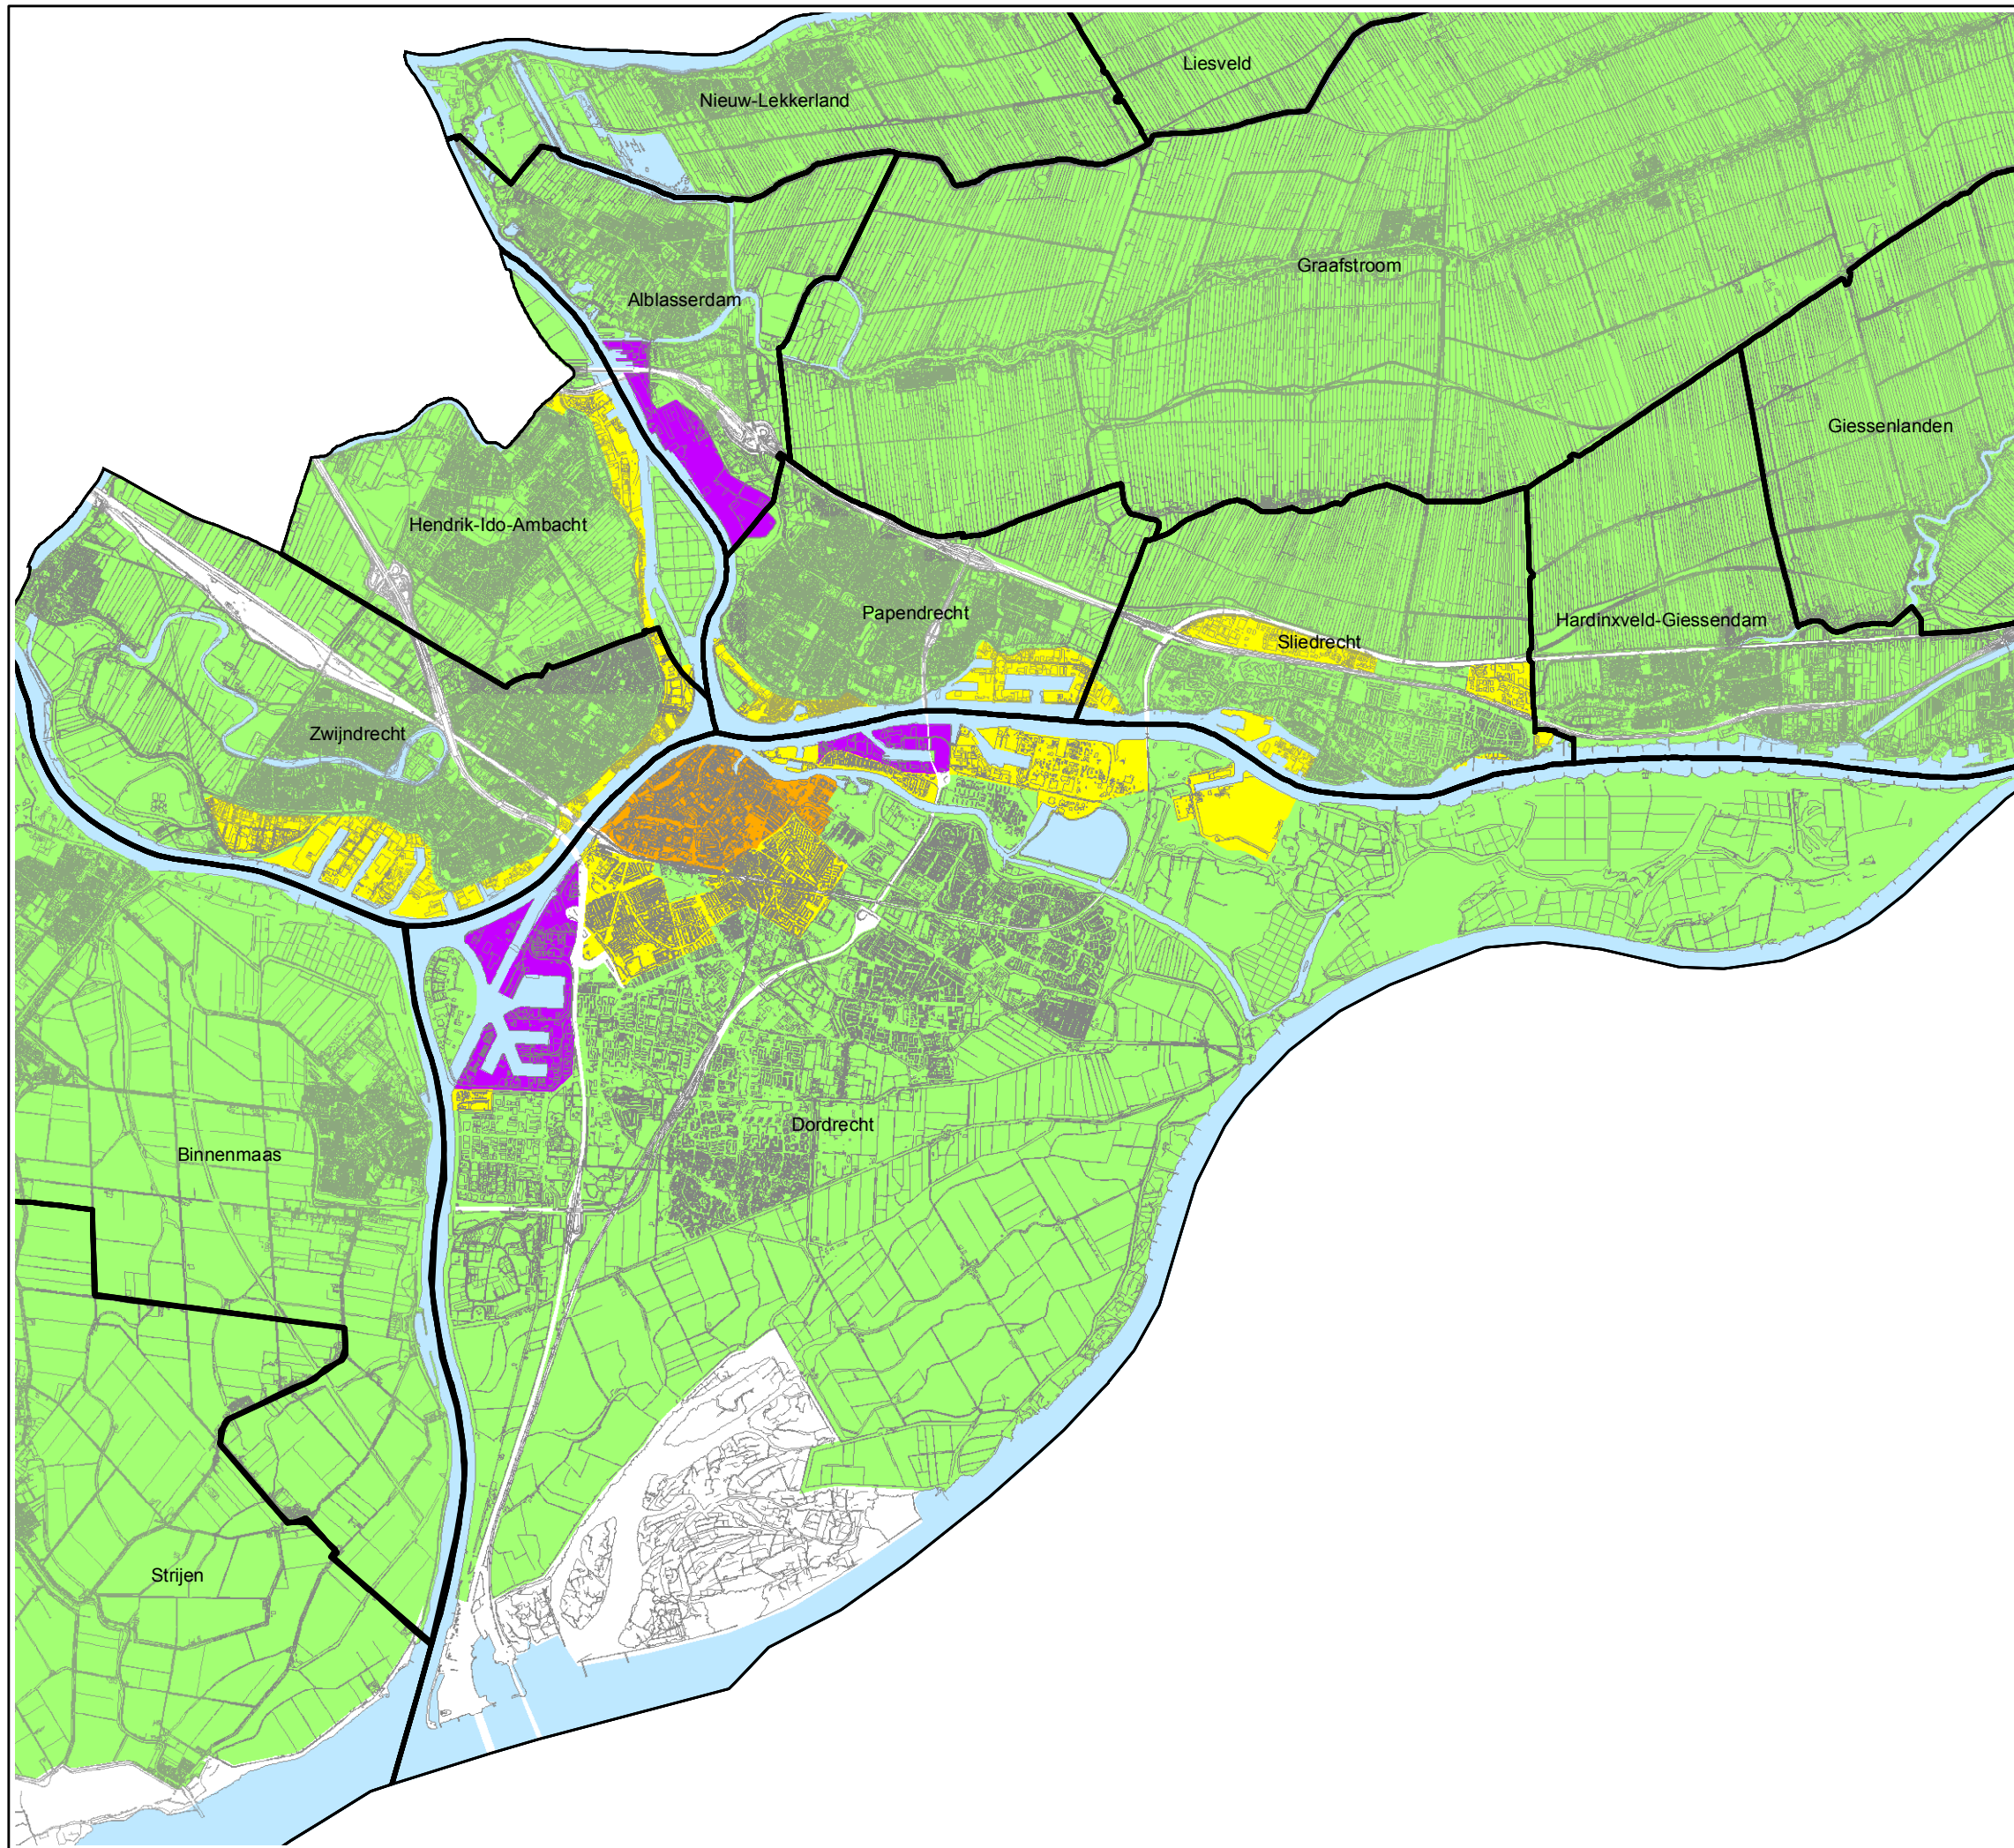 Liesveld
Nieuw-Lekkerland
Graafstroom
Alblasserdam
Giessenlanden
Hendrik-Ido-Ambacht
Papendrecht
Hardinxveld-Giessendam
Sliedrecht
Zwijndrecht
Dordrecht
Binnenmaas
Strijen